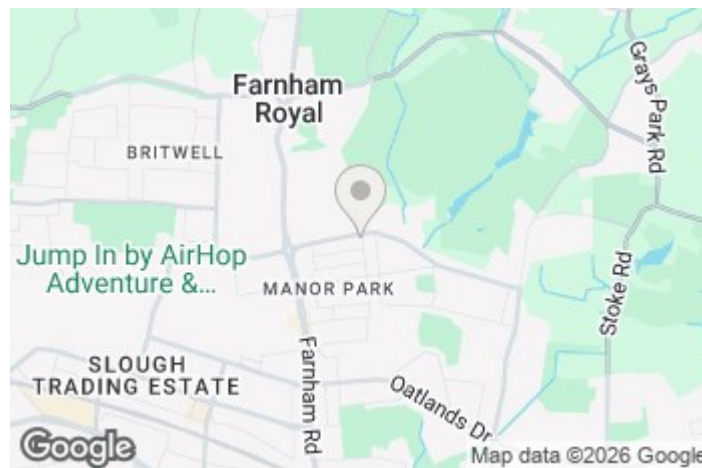 Farnham
Royal
BRITWELL
Grays Park Rd
Jump In by AirHop
Adventure &...
MANOR PARK
Stoke Rd
SLOUGH
TRADING ESTATE
Farnham Rd
Oatlands Dr
Google
Map data ©2026 Google